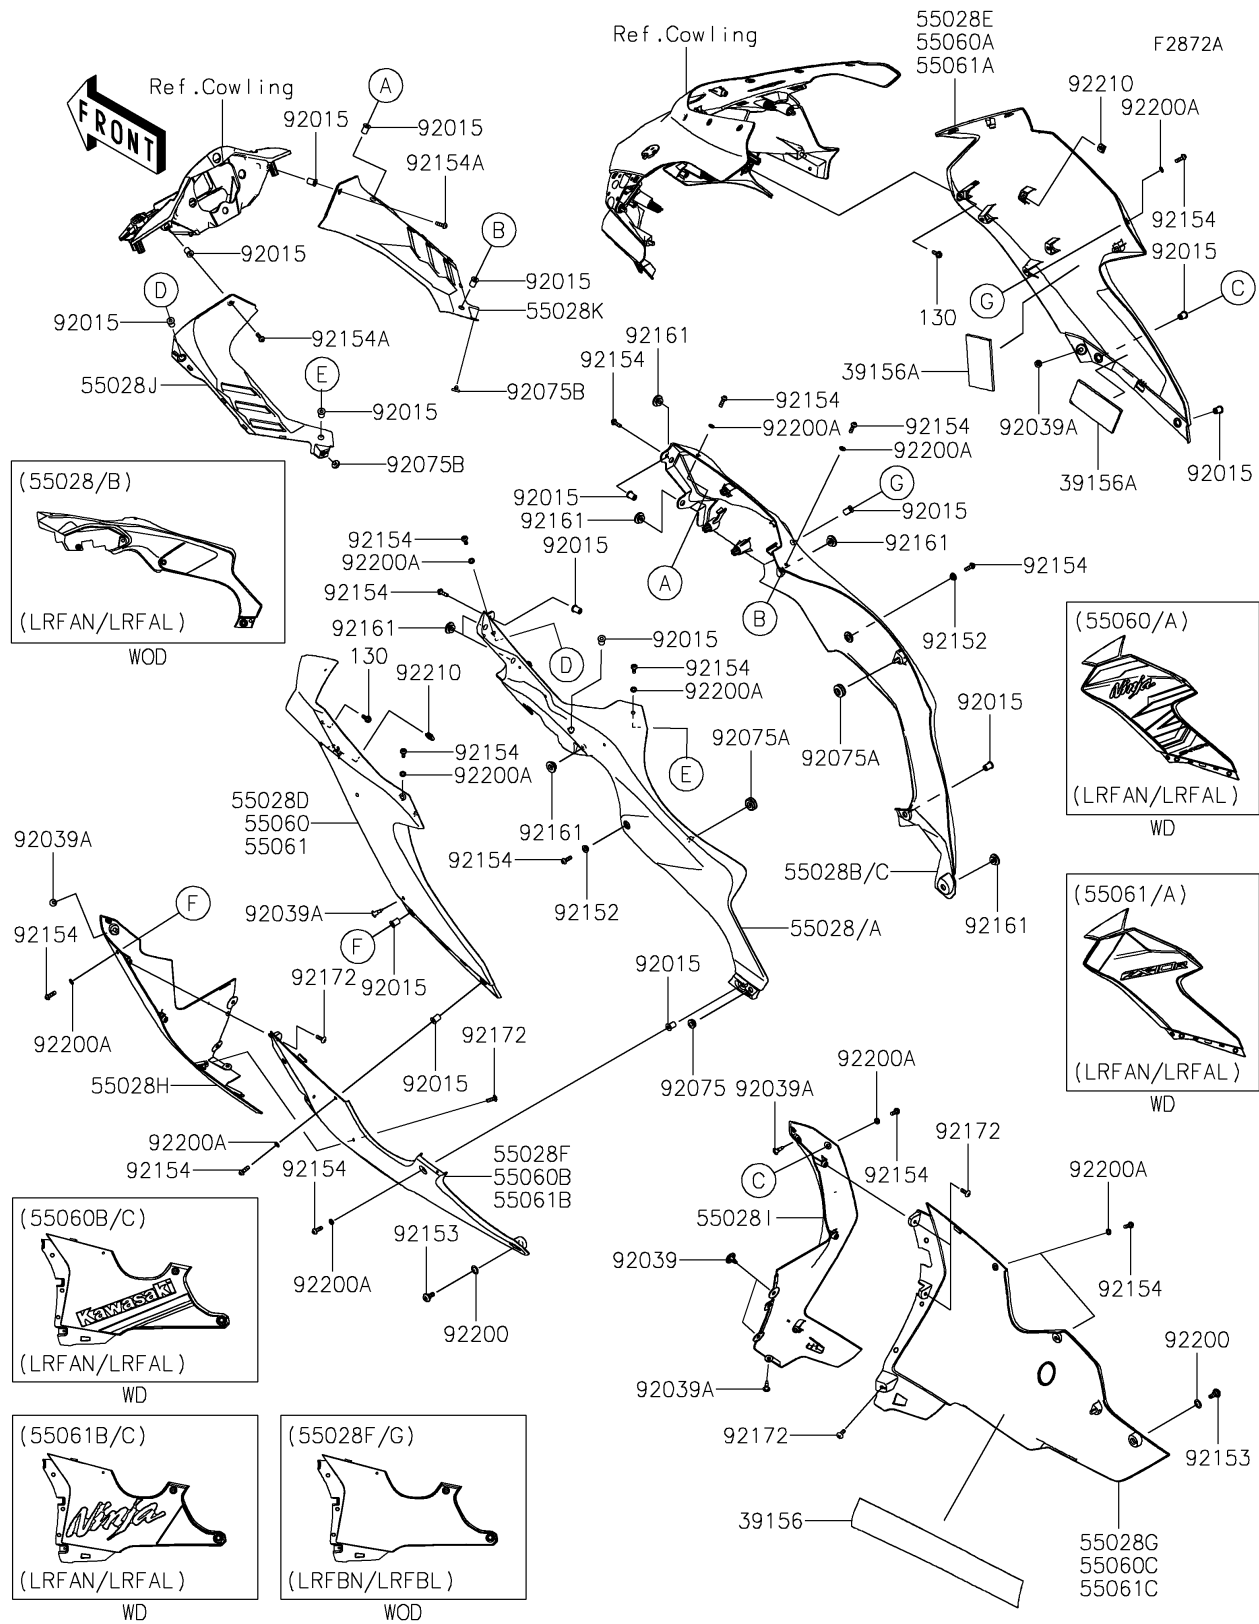 Ref.Cowling
55028E
55060A
55061A
F2872A
FRONT
Ref.Cowling
A
92015
92015
92154A
92210
92200A
92154
92015
C
B
92015
92015
55028K
D
92015
92154A
55028J
E
92015
92075B
92075B
G
130
39156A
92039A
39156A
92015
92161
92154
92154
92200A
92154
92200A
92015
G
92015
92161
92161
A
B
92154
92152
92015
92075A
55028B/C
92161
(55028/B)
(LRFAN/LRFAL)
WOD
92154
92200A
92015
92154
92161
D
92015
130
92210
92154
92200A
92154
92200A
E
92075A
55028D
55060
55061
92161
92154
92152
55028/A
(55060/A)
Ninja
(LRFAN/LRFAL)
WD
(55061/A)
ZX-10R
(LRFAN/LRFAL)
WD
92039A
F
92154
92039A
F
92015
92172
92200A
55028H
92015
92172
92015
92075
92200A
92154
92154
55028F
55060B
55061B
92200A
92153
92200
92039A
92200A
92154
C
55028I
92172
92200A
92154
92039
92039A
92200
92153
92172
39156
55028G
55060C
55061C
(55060B/C)
Kawasaki
(LRFAN/LRFAL)
WD
(55061B/C)
Ninja
(LRFAN/LRFAL)
WD
(55028F/G)
(LRFBN/LRFBL)
WOD